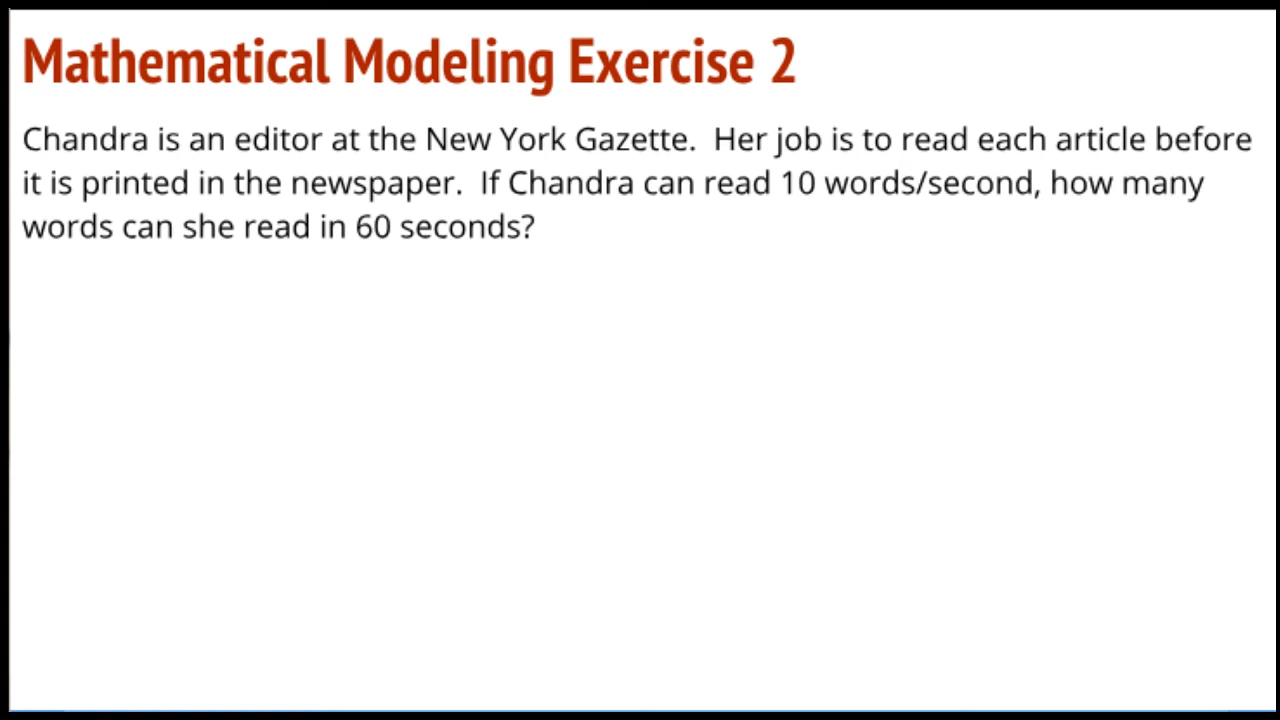 Mathematical Modeling Exercise 2
Chandra is an editor at the New York Gazette.  Her job is to read each article before
it is printed in the newspaper.  If Chandra can read 10 words/second, how many
words can she read in 60 seconds?